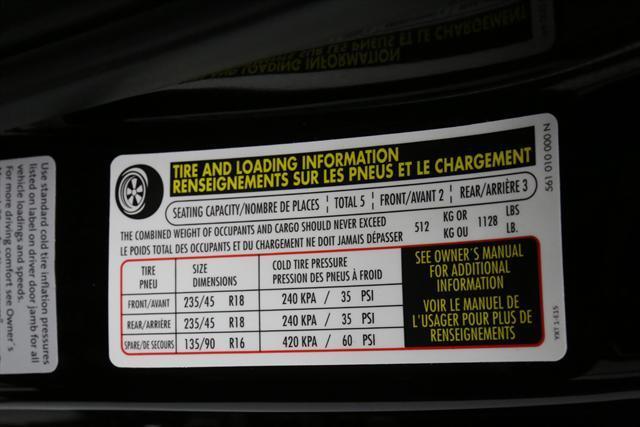 TIRE AND LOADING INFORMATION
RENSEIGNEMENTS SUR LES PNEUS ET LE CHARGEMENT
SEATING CAPACITY/NOMBRE DE PLACES | TOTAL 5 | FRONT/AVANT 2 | REAR/ARRIÈRE 3
THE COMBINED WEIGHT OF OCCUPANTS AND CARGO SHOULD NEVER EXCEED 512 KG OR 1128 LBS
LE POIDS TOTAL DES OCCUPANTS ET DU CHARGEMENT NE DOIT JAMAIS DÉPASSER KG OU LB.
TIRE SIZE COLD TIRE PRESSURE
PNEU DIMENSIONS PRESSION DES PNEUS À FROID
FRONT/AVANT 235/45 R18 240 KPA / 35 PSI
REAR/ARRIÈRE 235/45 R18 240 KPA / 35 PSI
SPARE/DE SECOURS 135/90 R16 420 KPA / 60 PSI
SEE OWNER´S MANUAL
FOR ADDITIONAL
INFORMATION
VOIR LE MANUEL DE
L'USAGER POUR PLUS DE
RENSEIGNEMENTS
561 010 000 N
YXT 1-E15
Use standard cold tire inflation pressures
listed on label on driver door jamb for all
vehicle loadings and speeds.
For more driving comfort see Owner´s